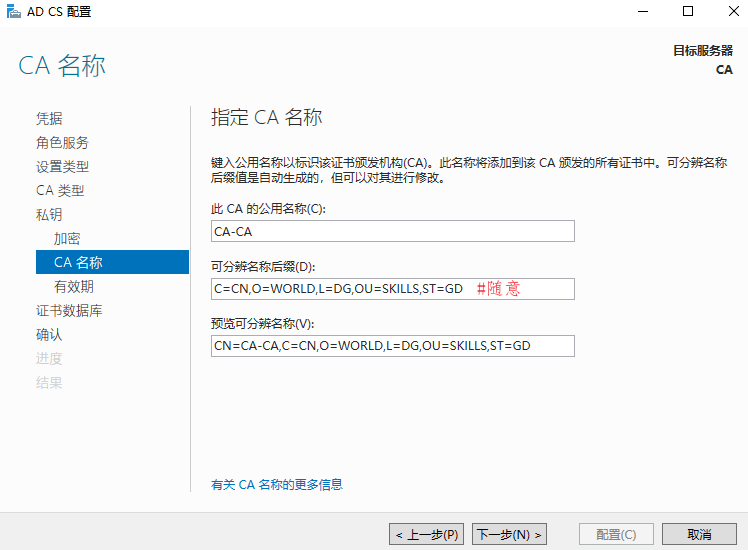 AD CS 配置
CA 名称
目标服务器
CA
凭据
角色服务
设置类型
CA 类型
私钥
加密
CA 名称
有效期
证书数据库
确认
进度
结果
指定 CA 名称
键入公用名称以标识该证书颁发机构(CA)。此名称将添加到该 CA 颁发的所有证书中。可分辨名称
后缀值是自动生成的，但可以对其进行修改。
此 CA 的公用名称(C):
CA-CA
可分辨名称后缀(D):
C=CN,O=WORLD,L=DG,OU=SKILLS,ST=GD #随意
预览可分辨名称(V):
CN=CA-CA,C=CN,O=WORLD,L=DG,OU=SKILLS,ST=GD
有关 CA 名称的更多信息
< 上一步(P) 下一步(N) > 配置(C) 取消